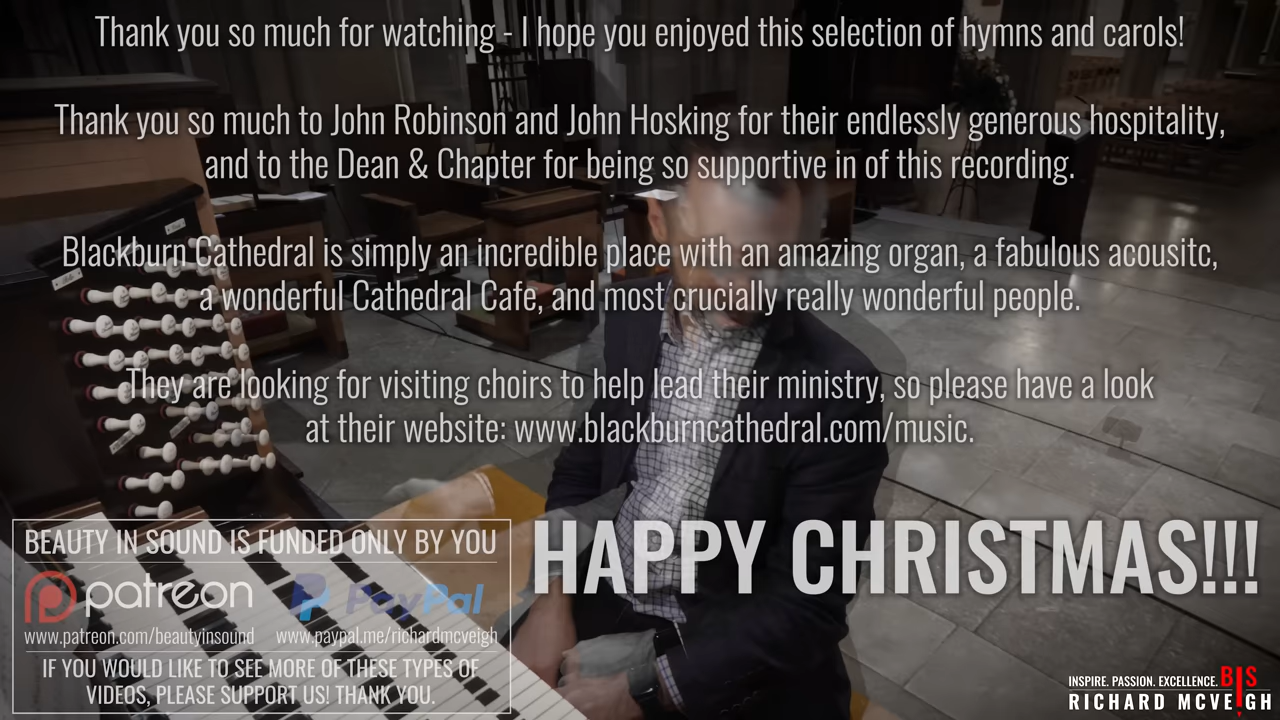 Thank you so much for watching - I hope you enjoyed this selection of hymns and carols!
Thank you so much to John Robinson and John Hosking for their endlessly generous hospitality,
and to the Dean & Chapter for being so supportive in of this recording.
Blackburn Cathedral is simply an incredible place with an amazing organ, a fabulous acousitc,
a wonderful Cathedral Cafe, and most crucially really wonderful people.
They are looking for visiting choirs to help lead their ministry, so please have a look
at their website: www.blackburncathedral.com/music.
BEAUTY IN SOUND IS FUNDED ONLY BY YOU
patreon PayPal
www.patreon.com/beautyinsound www.paypal.me/richardmcveigh
IF YOU WOULD LIKE TO SEE MORE OF THESE TYPES OF
VIDEOS, PLEASE SUPPORT US! THANK YOU.
HAPPY CHRISTMAS!!!
INSPIRE. PASSION. EXCELLENCE. BIS
RICHARD MCVEIGH